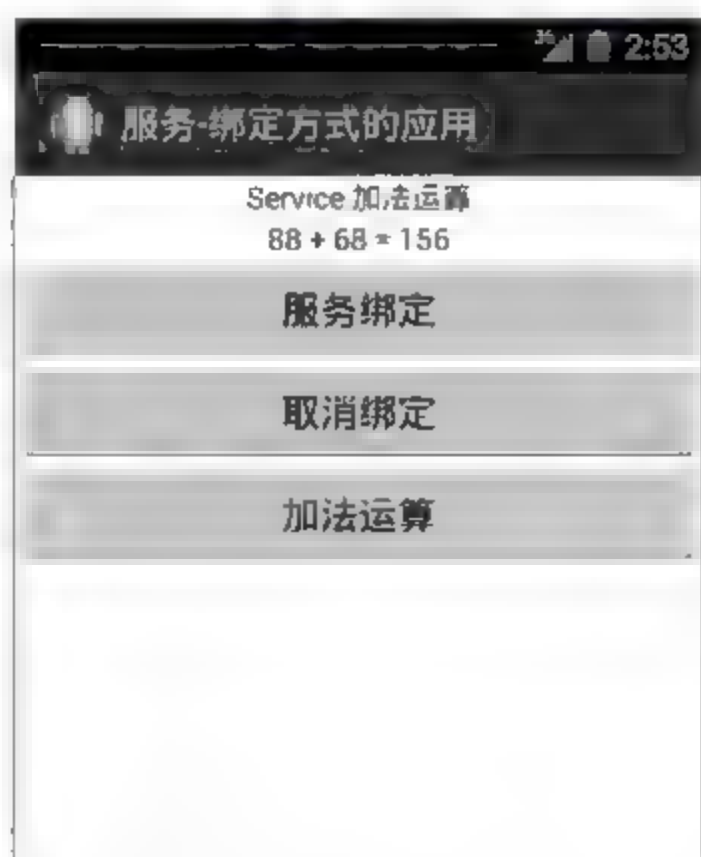 3G 2:53
服务-绑定方式的应用
Service 加法运算
88 + 68 = 156
服务绑定
取消绑定
加法运算